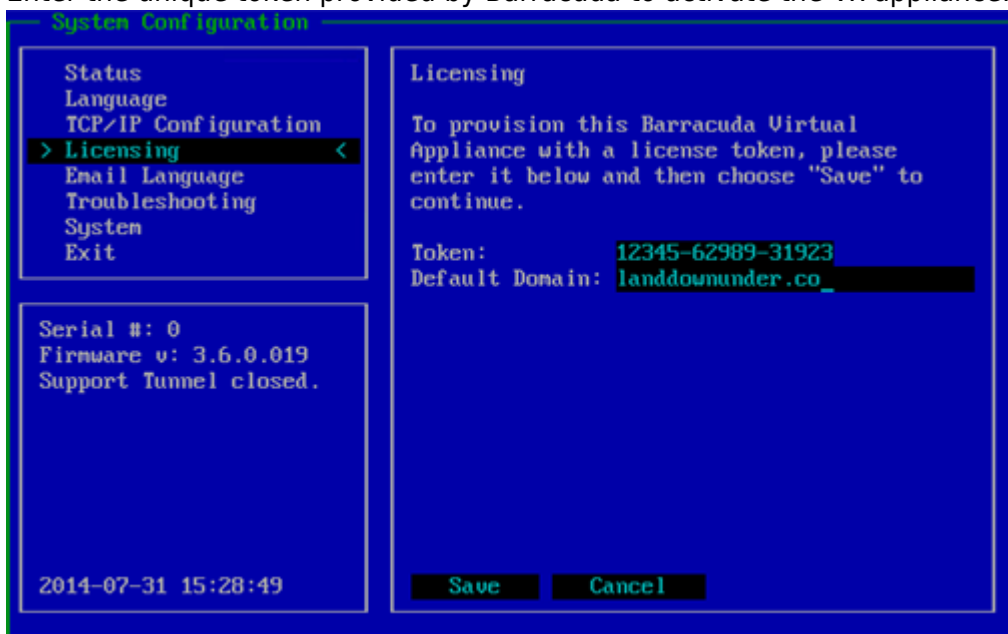 Enter the unique token provided by Barracuda to activate the VX appliance.
System Configuration
Status
Language
TCP/IP Configuration
> Licensing <
Email Language
Troubleshooting
System
Exit
Serial #: 0
Firmware v: 3.6.0.019
Support Tunnel closed.
2014-07-31 15:28:49
Licensing
To provision this Barracuda Virtual
Appliance with a license token, please
enter it below and then choose "Save" to
continue.
Token: 12345-62989-31923
Default Domain: landdownunder.co_
Save Cancel